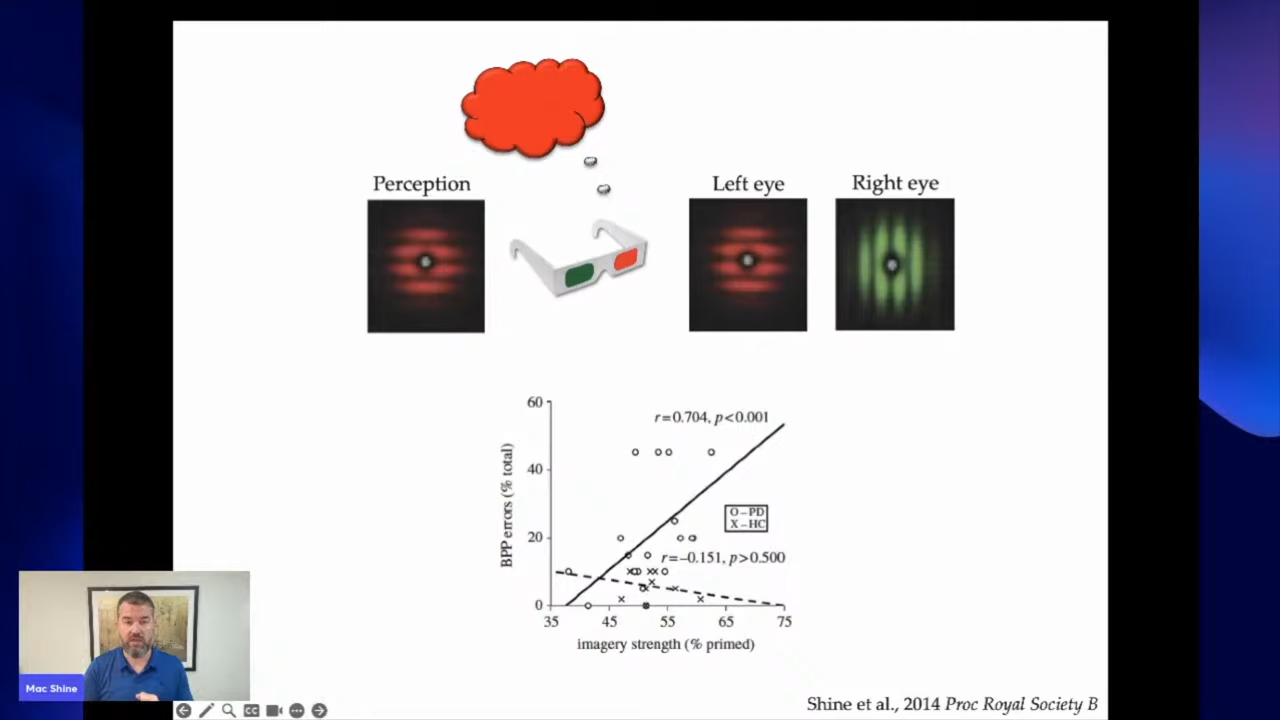 Perception
Left eye
Right eye
60
r=0.704, p<0.001
40
BPP errors (% total)
O – PD
X – HC
20
r=–0.151, p>0.500
0
35
45
55
65
75
imagery strength (% primed)
Mac Shine
CC
Shine et al., 2014 Proc Royal Society B